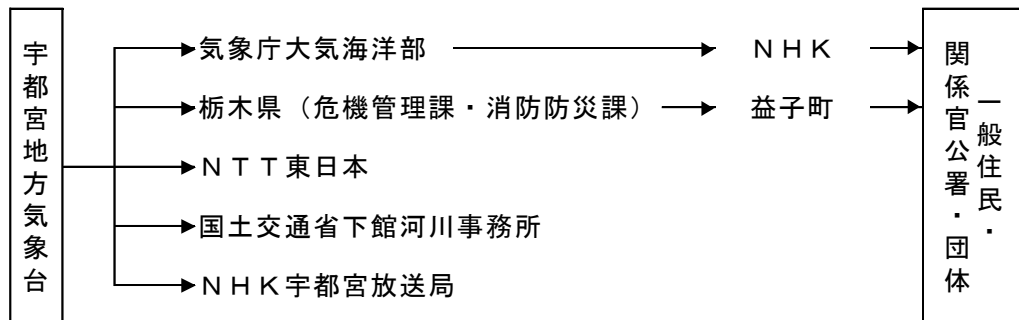 宇都宮地方気象台
気象庁大気海洋部
NHK
栃木県（危機管理課・消防防災課）
益子町
NTT東日本
国土交通省下館河川事務所
NHK宇都宮放送局
一般住民・
関係官公署・団体